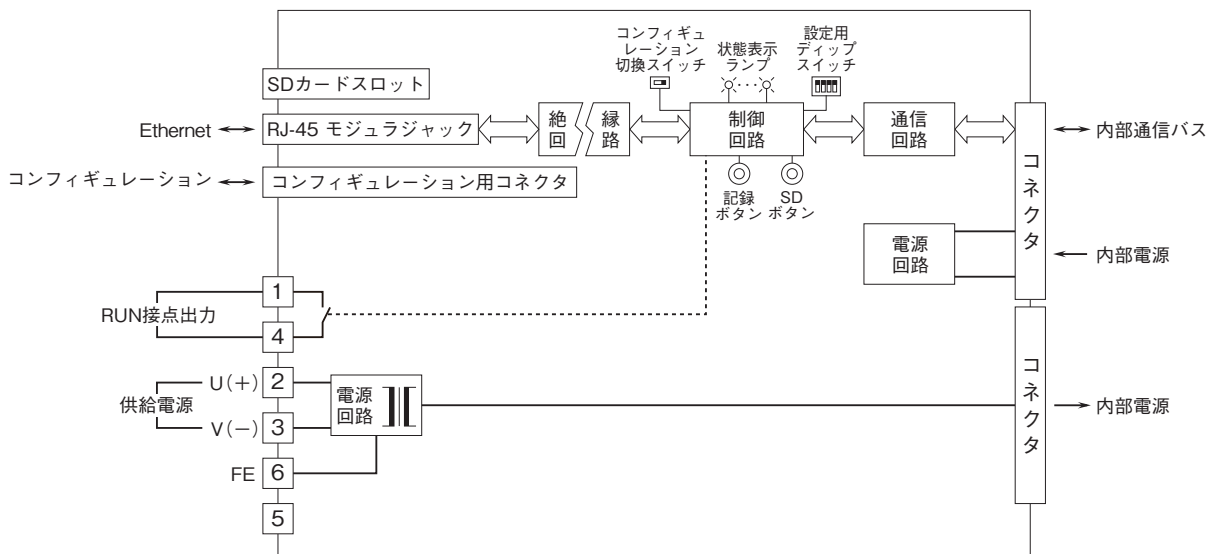 コンフィギュ
レーション
切換スイッチ
状態表示
ランプ
設定用
ディップ
スイッチ
SDカードスロット
Ethernet
RJ-45 モジュラジャック
絶縁
回路
制御
回路
通信
回路
内部通信バス
コンフィギュレーション
コンフィギュレーション用コネクタ
記録
ボタン
SD
ボタン
コネクタ
電源
回路
内部電源
1
RUN接点出力
4
U(+)
2
供給電源
電源
回路
V(−)
3
FE
6
5
コネクタ
内部電源